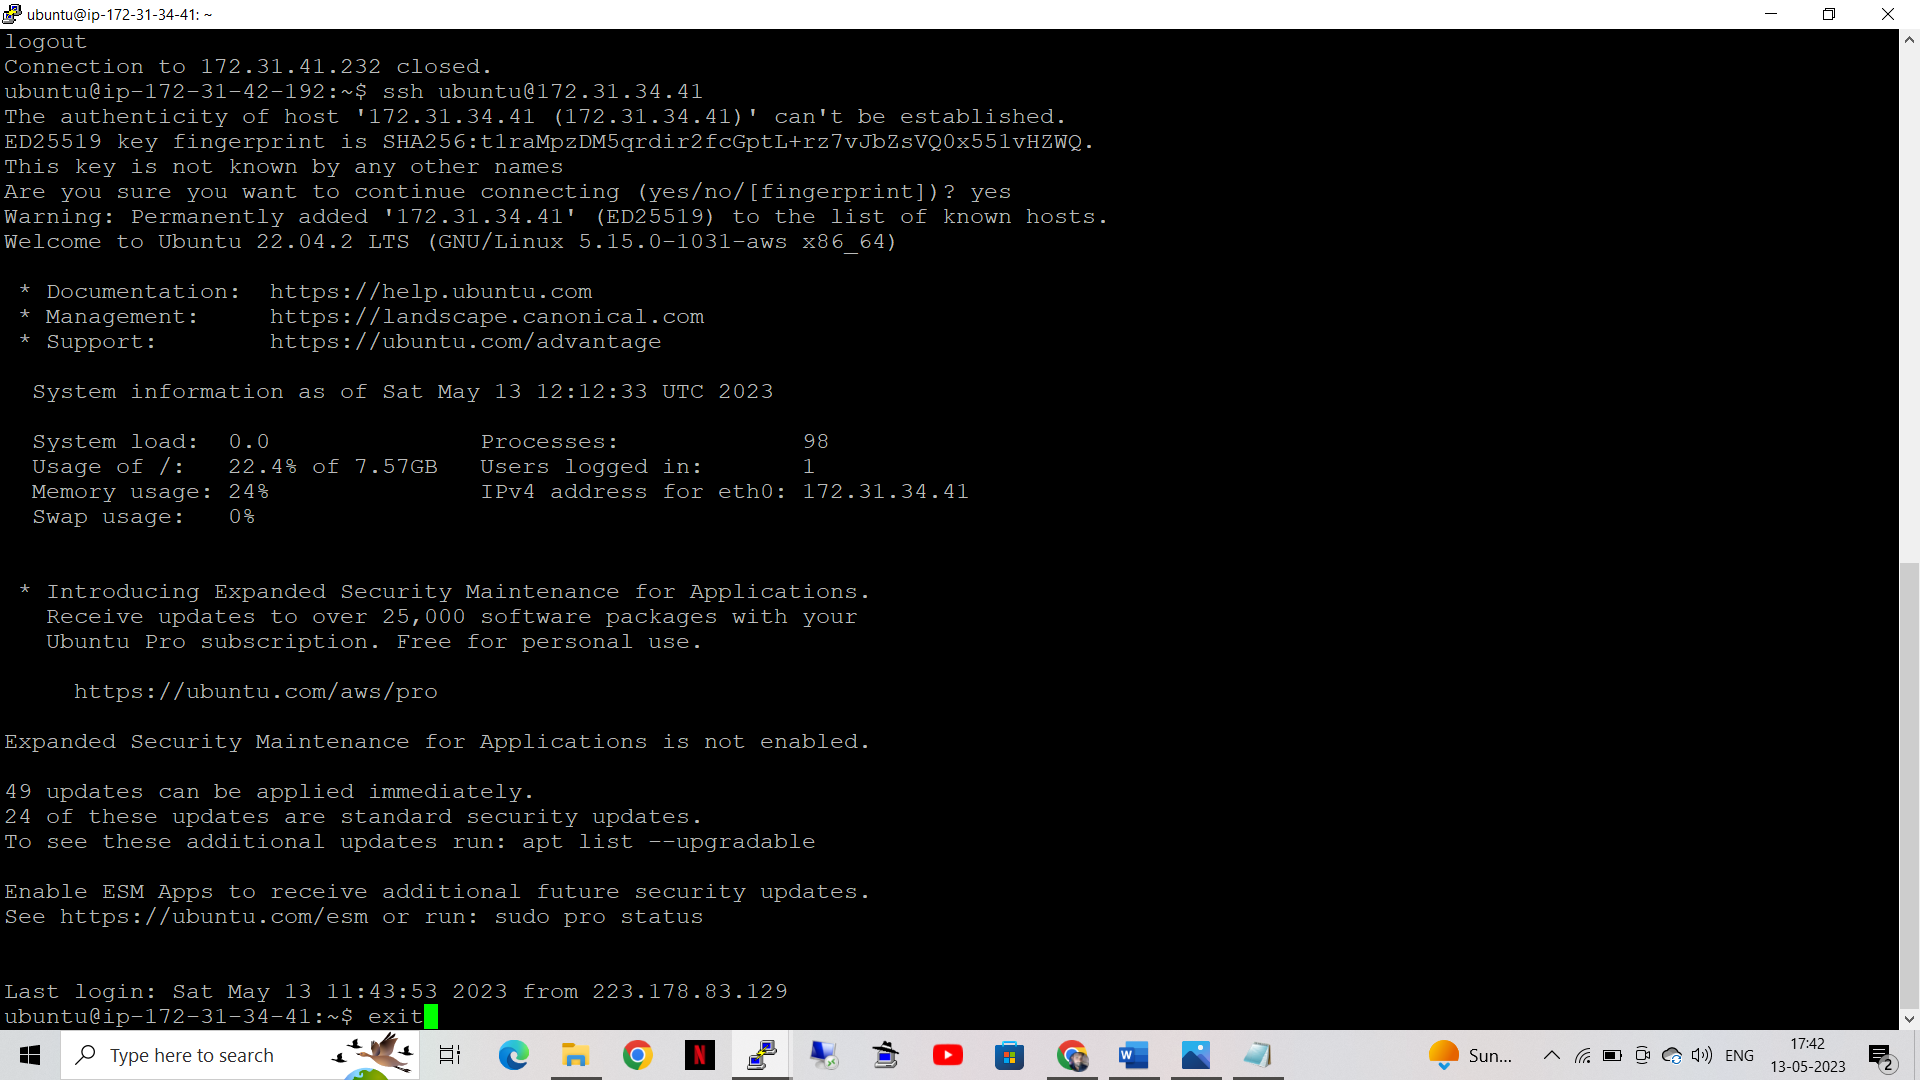 ubuntu@ip-172-31-34-41: ~
logout
Connection to 172.31.41.232 closed.
ubuntu@ip-172-31-42-192:~$ ssh ubuntu@172.31.34.41
The authenticity of host '172.31.34.41 (172.31.34.41)' can't be established.
ED25519 key fingerprint is SHA256:t1raMpzDM5qrdir2fcGptL+rz7vJbZsVQ0x55lvHZWQ.
This key is not known by any other names
Are you sure you want to continue connecting (yes/no/[fingerprint])? yes
Warning: Permanently added '172.31.34.41' (ED25519) to the list of known hosts.
Welcome to Ubuntu 22.04.2 LTS (GNU/Linux 5.15.0-1031-aws x86_64)
* Documentation:  https://help.ubuntu.com
* Management:     https://landscape.canonical.com
* Support:        https://ubuntu.com/advantage
System information as of Sat May 13 12:12:33 UTC 2023
System load:  0.0               Processes:             98
Usage of /:   22.4% of 7.57GB   Users logged in:       1
Memory usage: 24%               IPv4 address for eth0: 172.31.34.41
Swap usage:   0%
* Introducing Expanded Security Maintenance for Applications.
Receive updates to over 25,000 software packages with your
Ubuntu Pro subscription. Free for personal use.
https://ubuntu.com/aws/pro
Expanded Security Maintenance for Applications is not enabled.
49 updates can be applied immediately.
24 of these updates are standard security updates.
To see these additional updates run: apt list --upgradable
Enable ESM Apps to receive additional future security updates.
See https://ubuntu.com/esm or run: sudo pro status
Last login: Sat May 13 11:43:53 2023 from 223.178.83.129
ubuntu@ip-172-31-34-41:~$ exit
Type here to search
Sun...
ENG
17:42
13-05-2023
2